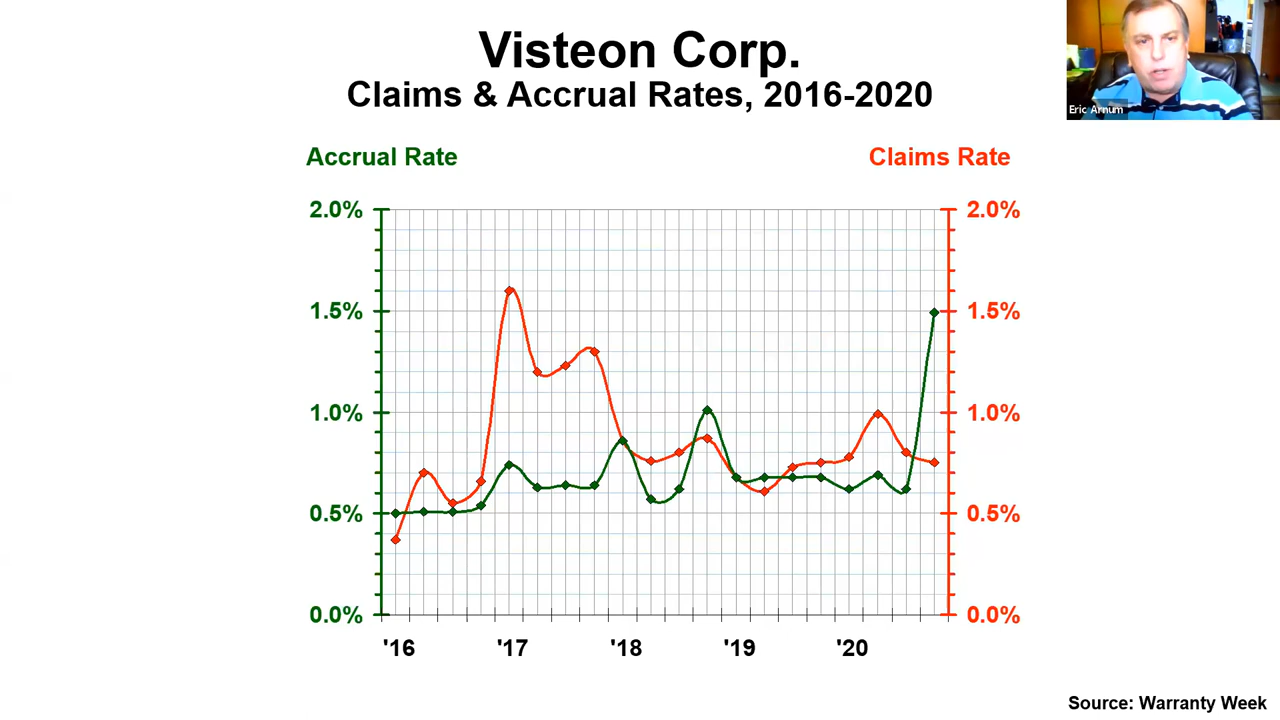 Visteon Corp.
Claims & Accrual Rates, 2016-2020
Eric Arnum
Accrual Rate
Claims Rate
2.0%
2.0%
1.5%
1.5%
1.0%
1.0%
0.5%
0.5%
0.0%
0.0%
'16 '17 '18 '19 '20
Source: Warranty Week